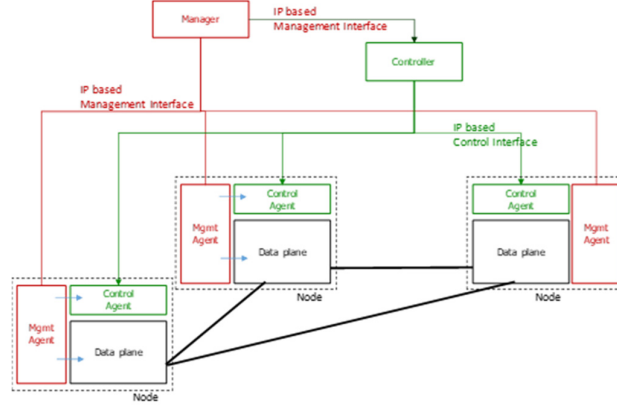 Manager
IP based
Management Interface
Controller
IP based
Management Interface
IP based
Control Interface
Control
Agent
Mgmt
Agent
Data plane
Node
Control
Agent
Mgmt
Agent
Data plane
Node
Control
Agent
Mgmt
Agent
Data plane
Node